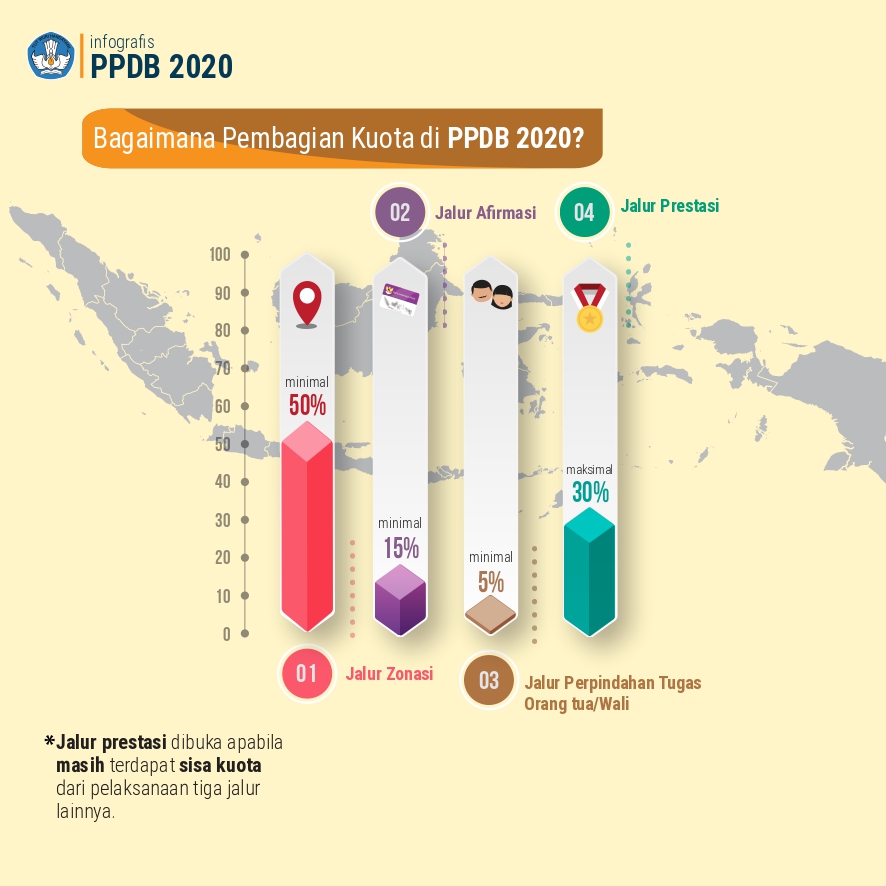 infografis
PPDB 2020
Bagaimana Pembagian Kuota di PPDB 2020?
02
Jalur Afirmasi
04
Jalur Prestasi
100
90
80
70
60
50
40
30
20
10
0
minimal
50%
minimal
15%
minimal
5%
maksimal
30%
01
Jalur Zonasi
03
Jalur Perpindahan Tugas
Orang tua/Wali
*Jalur prestasi dibuka apabila
masih terdapat sisa kuota
dari pelaksanaan tiga jalur
lainnya.